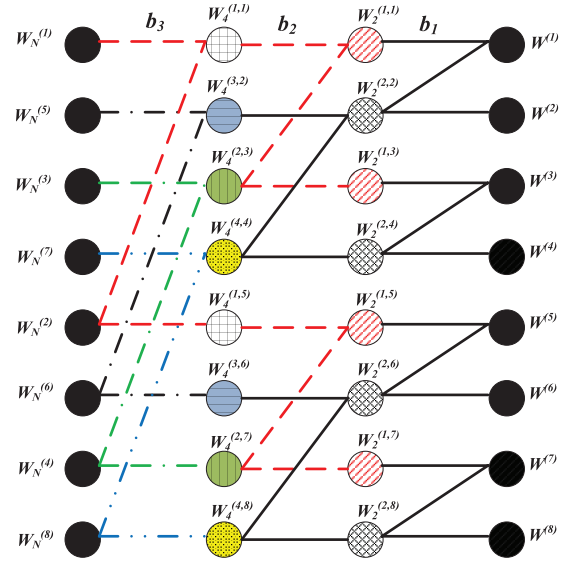 b₃ b₂ b₁
W_N^(1) W_4^(1,1) W_2^(1,1) W^(1)
W_N^(5) W_4^(3,2) W_2^(2,2) W^(2)
W_N^(3) W_4^(2,3) W_2^(1,3) W^(3)
W_N^(7) W_4^(4,4) W_2^(2,4) W^(4)
W_N^(2) W_4^(1,5) W_2^(1,5) W^(5)
W_N^(6) W_4^(3,6) W_2^(2,6) W^(6)
W_N^(4) W_4^(2,7) W_2^(1,7) W^(7)
W_N^(8) W_4^(4,8) W_2^(2,8) W^(8)